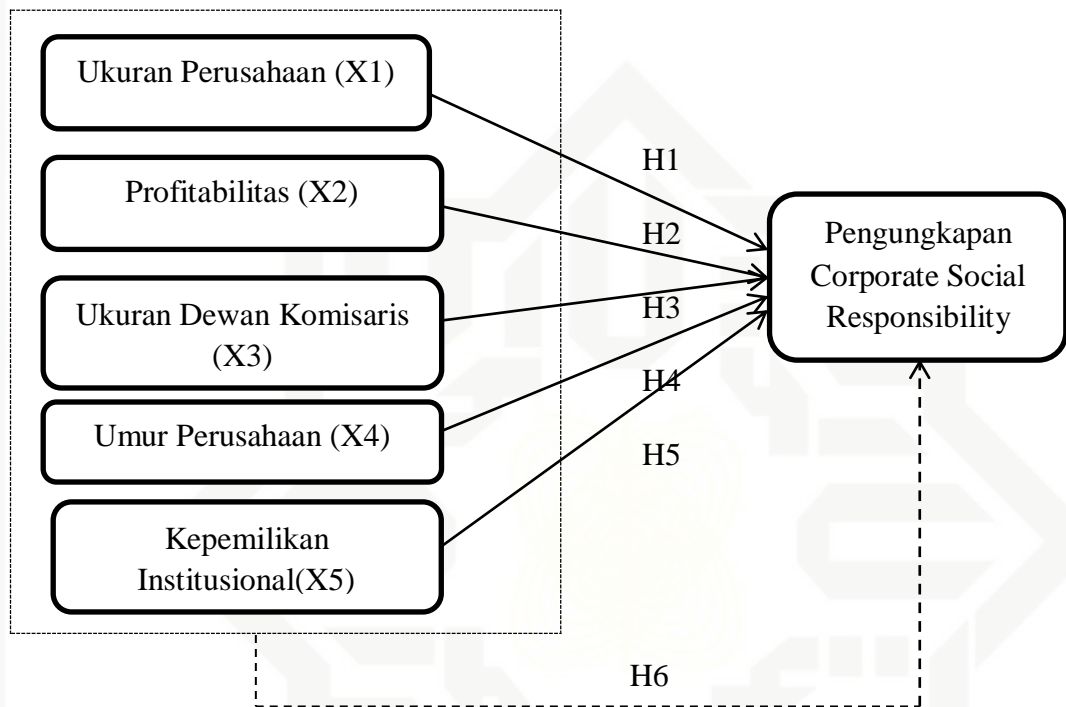 Ukuran Perusahaan (X1)
Profitabilitas (X2)
Ukuran Dewan Komisaris
(X3)
Umur Perusahaan (X4)
Kepemilikan
Institusional(X5)
H1
H2
H3
H4
H5
Pengungkapan
Corporate Social
Responsibility
H6